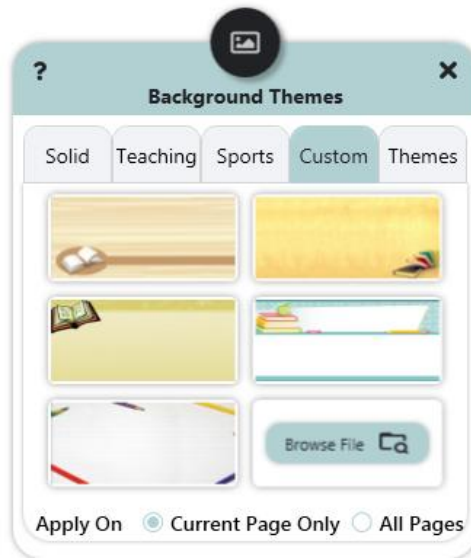 ?
Background Themes
Solid Teaching Sports Custom Themes
Browse File
Apply On Current Page Only All Pages